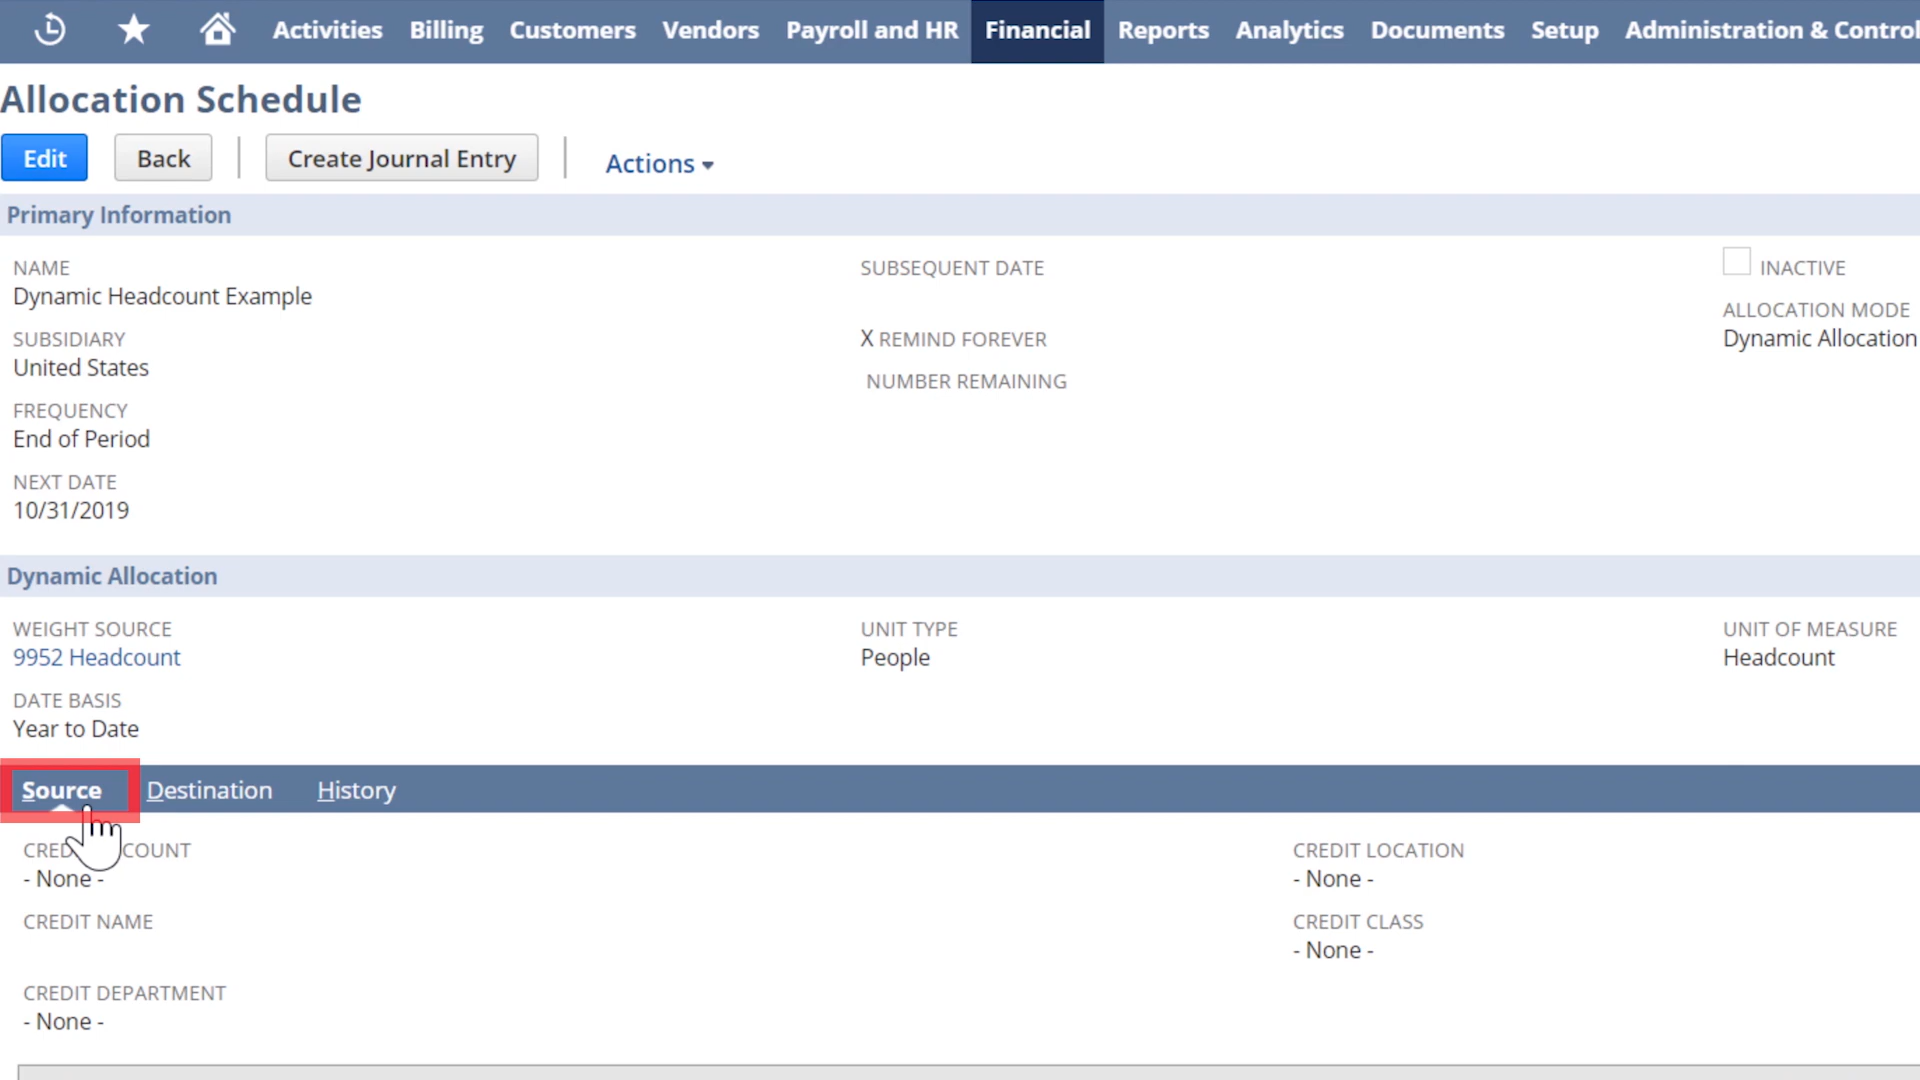 Activities Billing Customers Vendors Payroll and HR Financial Reports Analytics Documents Setup Administration & Control
Allocation Schedule
Edit Back Create Journal Entry Actions
Primary Information
NAME
Dynamic Headcount Example
SUBSIDIARY
United States
FREQUENCY
End of Period
NEXT DATE
10/31/2019
SUBSEQUENT DATE
X REMIND FOREVER
NUMBER REMAINING
INACTIVE
ALLOCATION MODE
Dynamic Allocation
Dynamic Allocation
WEIGHT SOURCE
9952 Headcount
DATE BASIS
Year to Date
UNIT TYPE
People
UNIT OF MEASURE
Headcount
Source Destination History
CRED COUNT
- None -
CREDIT NAME
CREDIT DEPARTMENT
- None -
CREDIT LOCATION
- None -
CREDIT CLASS
- None -